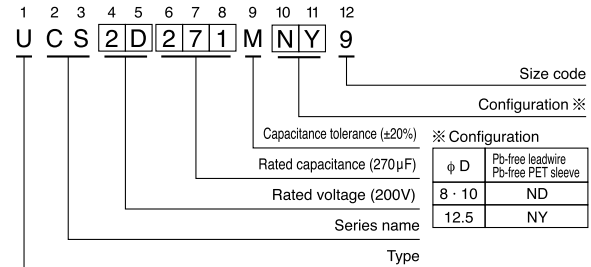 1 2 3 4 5 6 7 8 9 10 11 12
U C S 2 D 2 7 1 M N Y 9
Size code
Configuration ※
Capacitance tolerance (±20%)
Rated capacitance (270µF)
Rated voltage (200V)
Series name
Type
※ Configuration
ϕ D Pb-free leadwire
Pb-free PET sleeve
8 · 10 ND
12.5 NY